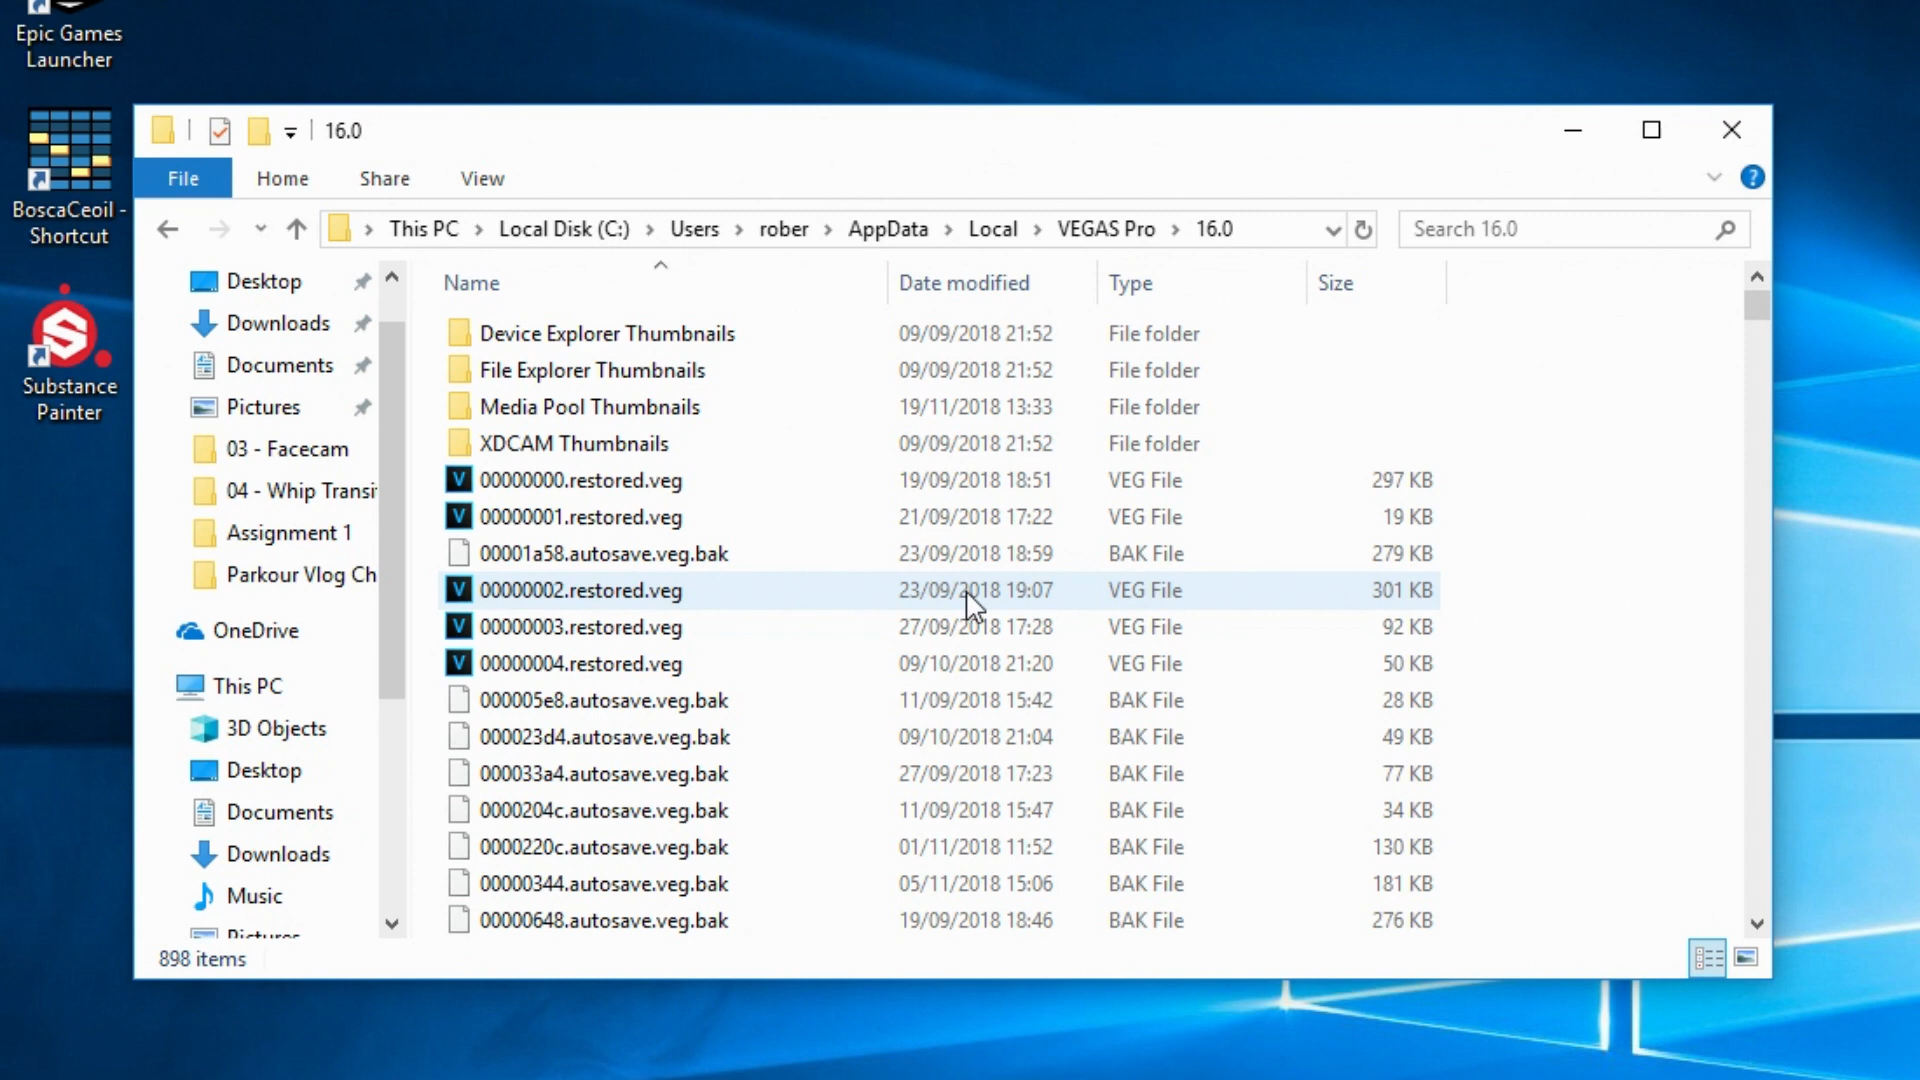 Epic Games
Launcher
BoscaCeoil -
Shortcut
Substance
Painter
16.0
File Home Share View
This PC > Local Disk (C:) > Users > rober > AppData > Local > VEGAS Pro > 16.0
Search 16.0
Desktop
Downloads
Documents
Pictures
03 - Facecam
04 - Whip Transi
Assignment 1
Parkour Vlog Ch
OneDrive
This PC
3D Objects
Desktop
Documents
Downloads
Music
Pictures
Name Date modified Type Size
Device Explorer Thumbnails 09/09/2018 21:52 File folder
File Explorer Thumbnails 09/09/2018 21:52 File folder
Media Pool Thumbnails 19/11/2018 13:33 File folder
XDCAM Thumbnails 09/09/2018 21:52 File folder
00000000.restored.veg 19/09/2018 18:51 VEG File 297 KB
00000001.restored.veg 21/09/2018 17:22 VEG File 19 KB
00001a58.autosave.veg.bak 23/09/2018 18:59 BAK File 279 KB
00000002.restored.veg 23/09/2018 19:07 VEG File 301 KB
00000003.restored.veg 27/09/2018 17:28 VEG File 92 KB
00000004.restored.veg 09/10/2018 21:20 VEG File 50 KB
000005e8.autosave.veg.bak 11/09/2018 15:42 BAK File 28 KB
000023d4.autosave.veg.bak 09/10/2018 21:04 BAK File 49 KB
000033a4.autosave.veg.bak 27/09/2018 17:23 BAK File 77 KB
0000204c.autosave.veg.bak 11/09/2018 15:47 BAK File 34 KB
0000220c.autosave.veg.bak 01/11/2018 11:52 BAK File 130 KB
00000344.autosave.veg.bak 05/11/2018 15:06 BAK File 181 KB
00000648.autosave.veg.bak 19/09/2018 18:46 BAK File 276 KB
898 items